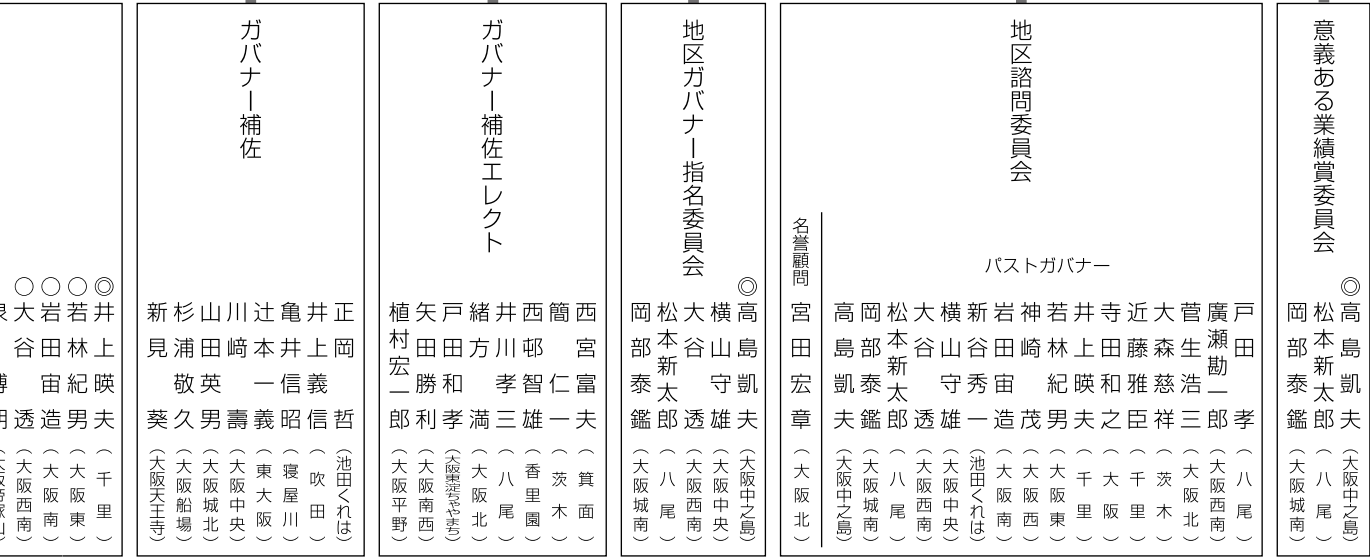 意義ある業績賞委員会
◎高島凱夫（大阪中之島）
松本新太郎（八尾）
岡部泰鑑（大阪城南）
地区諮問委員会
パストガバナー
戸田孝（八尾）
廣瀬勘一郎（大阪西南）
菅生浩三（大阪北）
大森慈祥（茨木）
近藤雅臣（千里）
寺田和之（大阪）
井上暎夫（千里）
若林紀男（大阪東）
神崎茂（大阪西）
岩田宙造（大阪南）
新谷秀一（池田くれは）
横山守雄（大阪中央）
大谷透（大阪西南）
松本新太郎（八尾）
岡部泰鑑（大阪城南）
高島凱夫（大阪中之島）
名誉顧問 宮田宏章（大阪北）
地区ガバナー指名委員会
◎高島凱夫（大阪中之島）
横山守雄（大阪中央）
大谷透（大阪西南）
松本新太郎（八尾）
岡部泰鑑（大阪城南）
ガバナー補佐エレクト
西宮富夫（箕面）
簡仁一（茨木）
西邨智雄（香里園）
井川孝三（八尾）
緒方満（大阪北）
戸田和孝（大阪東淀ちゃやまち）
矢田勝利（大阪南西）
植村宏一郎（大阪平野）
ガバナー補佐
正岡哲（池田くれは）
井上義信（吹田）
亀井信昭（寝屋川）
辻本一義（東大阪）
川﨑壽（大阪中央）
山田英男（大阪城北）
杉浦敬久（大阪船場）
新見葵（大阪天王寺）
◎井上暎夫（千里）
○若林紀男（大阪東）
○岩田宙造（大阪南）
○大谷透（大阪西南）